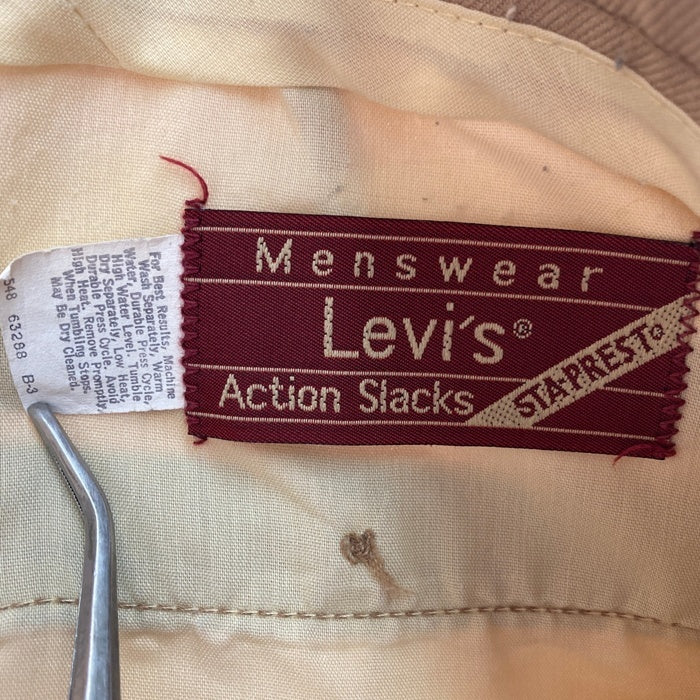 Menswear
Levi's®
Action Slacks
STA-PREST®
For Best Results, Machine
Wash Separately, Warm
Water, Durable Press Cycle,
High Water Level. Tumble
Dry Separately, Low Heat,
Durable Press Cycle. Avoid
High Heat. Remove Promptly
When Tumbling Stops.
May Be Dry Cleaned.
548 63288 B-3